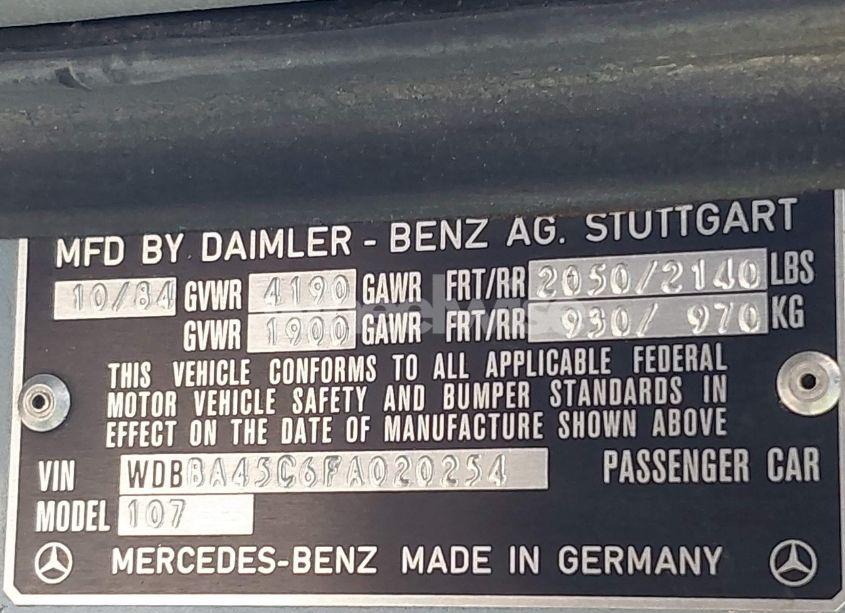 MFD BY DAIMLER - BENZ AG. STUTTGART
10/84 GVWR 4190 GAWR FRT/RR 2050/2140 LBS
GVWR 1900 GAWR FRT/RR 930/ 970 KG
THIS VEHICLE CONFORMS TO ALL APPLICABLE FEDERAL
MOTOR VEHICLE SAFETY AND BUMPER STANDARDS IN
EFFECT ON THE DATE OF MANUFACTURE SHOWN ABOVE
VIN WDBBA45C6FA020254 PASSENGER CAR
MODEL 107
MERCEDES-BENZ MADE IN GERMANY